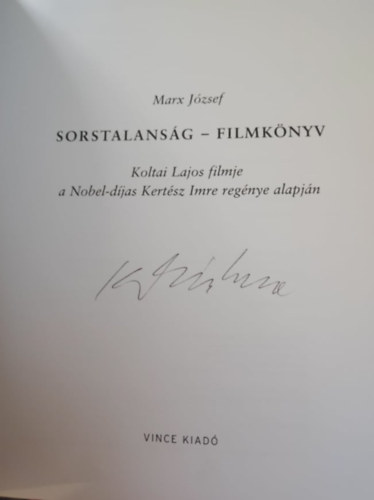 Marx József
SORSTALANSÁG – FILMKÖNYV
Koltai Lajos filmje
a Nobel-díjas Kertész Imre regénye alapján
VINCE KIADÓ